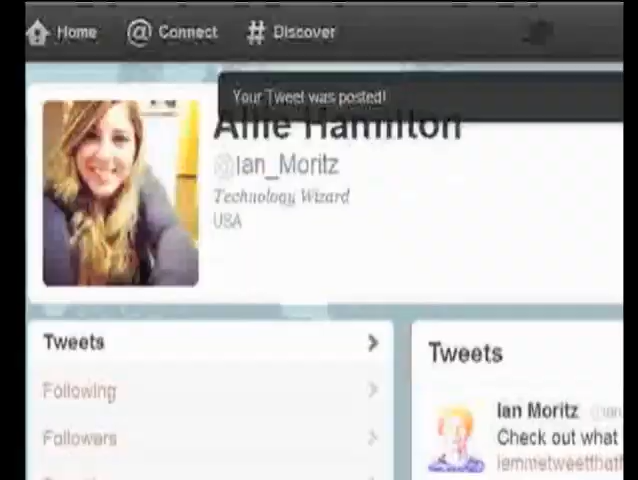 Home @ Connect # Discover
Your Tweet was posted!
Allie Hamilton
@Ian_Moritz
Technology Wizard
USA
Tweets
Following
Followers
Tweets
Ian Moritz
Check out what